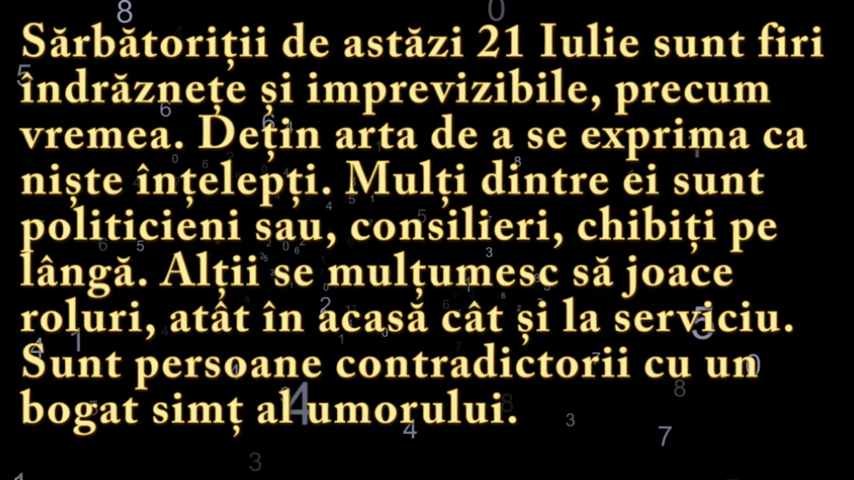 Sărbătoriții de astăzi 21 Iulie sunt firi
îndrăznețe și imprevizibile, precum
vremea. Dețin arta de a se exprima ca
niște înțelepți. Mulți dintre ei sunt
politicieni sau, consilieri, chibiți pe
lângă. Alții se mulțumesc să joace
roluri, atât în acasă cât și la serviciu.
Sunt persoane contradictorii cu un
bogat simț al umorului.